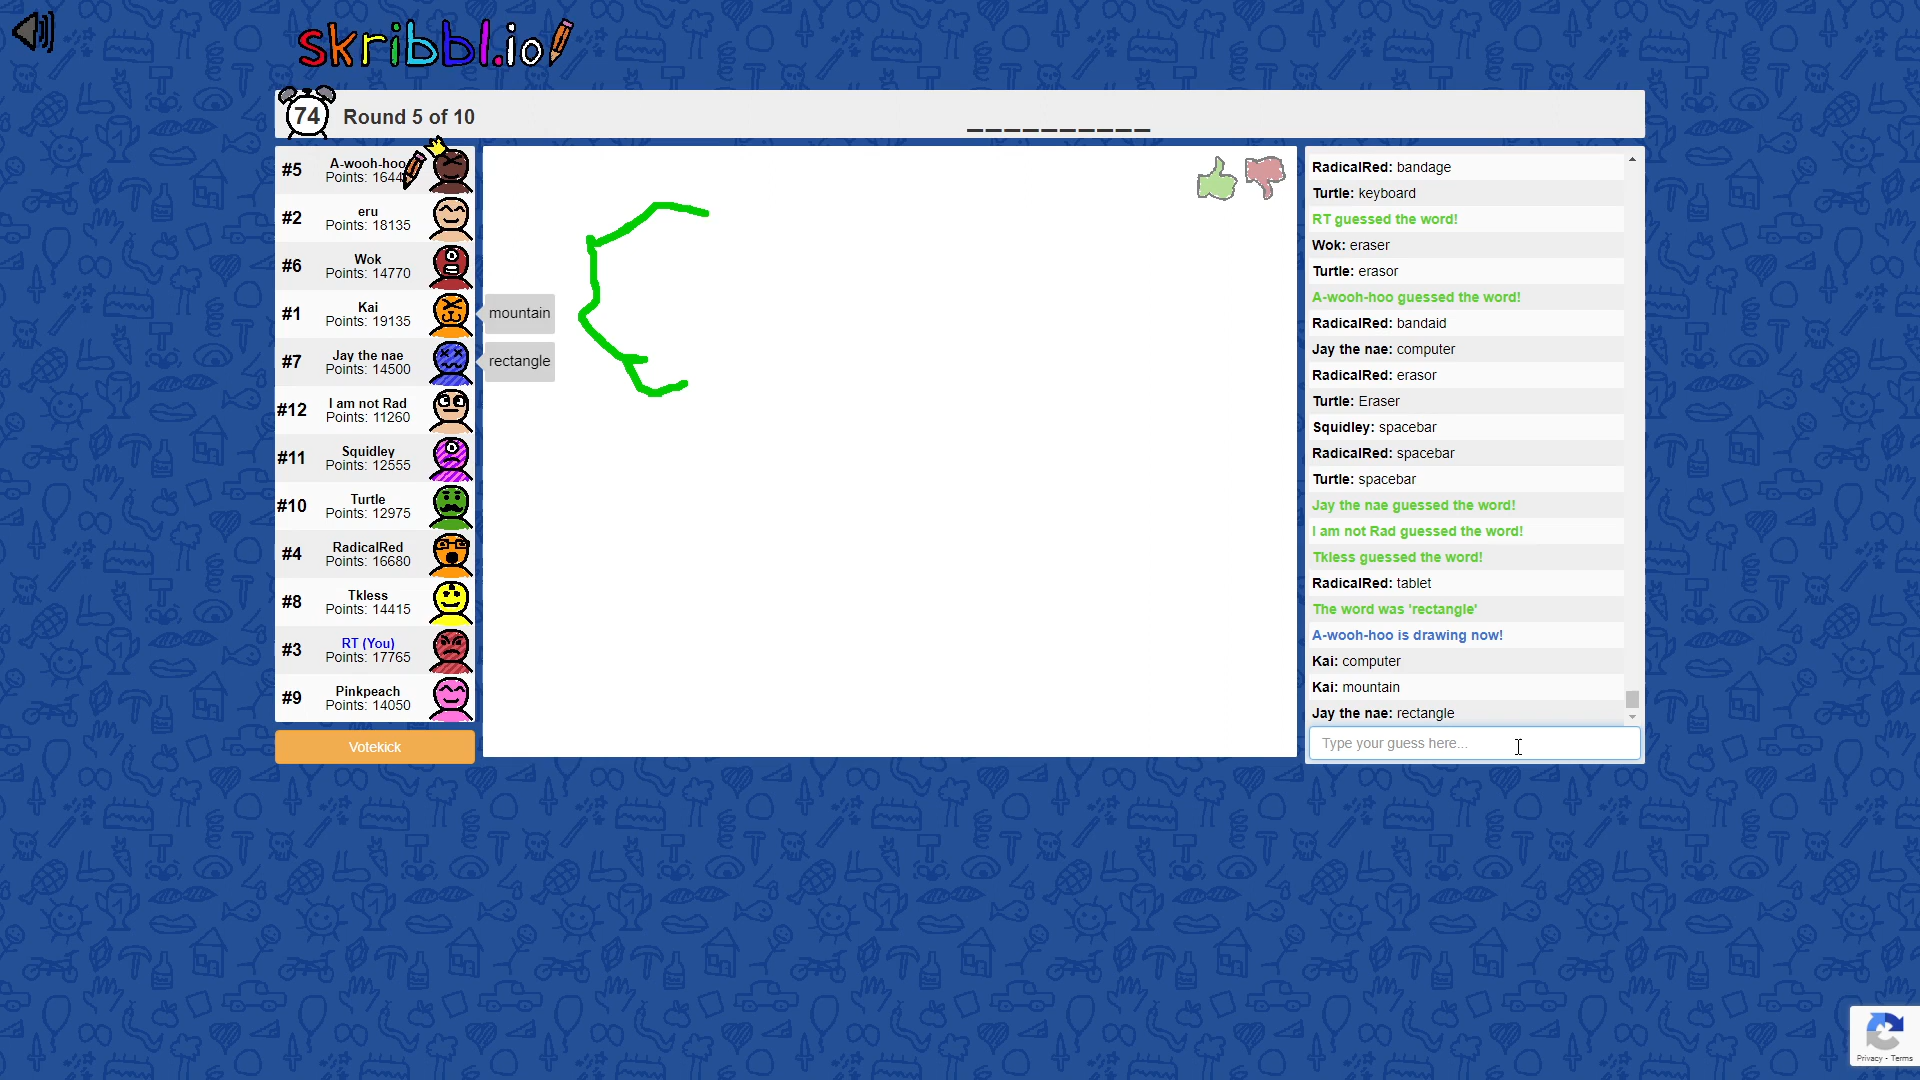 skribbl.io
74
Round 5 of 10
__________
#5
A-wooh-hoo
Points: 1644
#2
eru
Points: 18135
#6
Wok
Points: 14770
#1
Kai
Points: 19135
mountain
#7
Jay the nae
Points: 14500
rectangle
#12
I am not Rad
Points: 11260
#11
Squidley
Points: 12555
#10
Turtle
Points: 12975
#4
RadicalRed
Points: 16680
#8
Tkless
Points: 14415
#3
RT (You)
Points: 17765
#9
Pinkpeach
Points: 14050
Votekick
RadicalRed: bandage
Turtle: keyboard
RT guessed the word!
Wok: eraser
Turtle: erasor
A-wooh-hoo guessed the word!
RadicalRed: bandaid
Jay the nae: computer
RadicalRed: erasor
Turtle: Eraser
Squidley: spacebar
RadicalRed: spacebar
Turtle: spacebar
Jay the nae guessed the word!
I am not Rad guessed the word!
Tkless guessed the word!
RadicalRed: tablet
The word was 'rectangle'
A-wooh-hoo is drawing now!
Kai: computer
Kai: mountain
Jay the nae: rectangle
Type your guess here...
Privacy - Terms